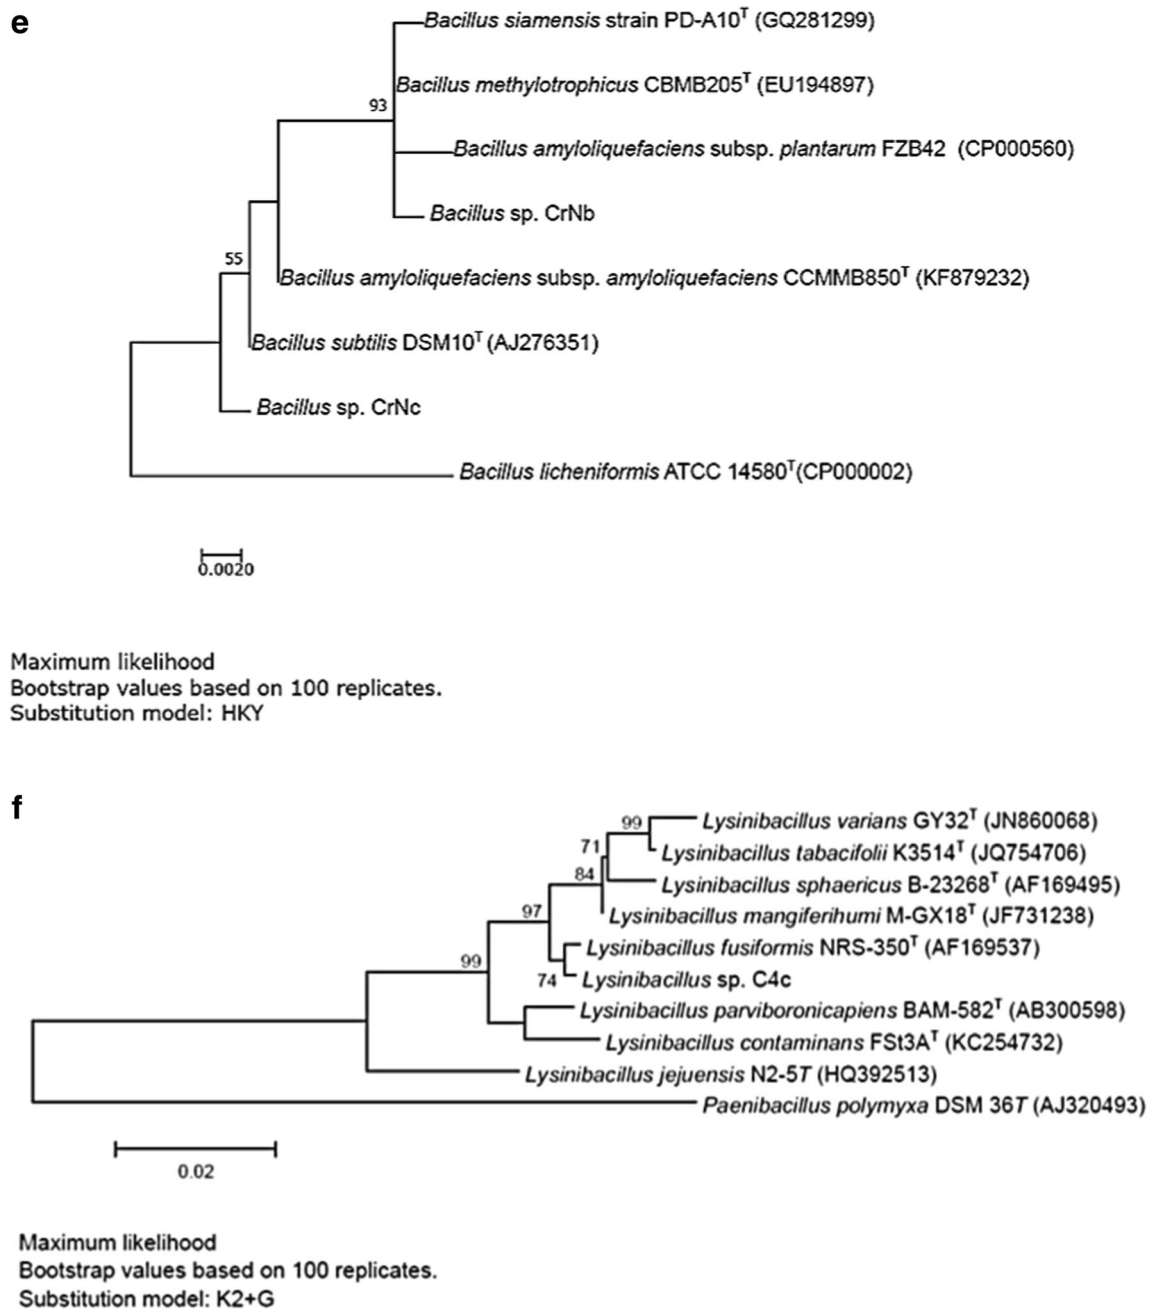 e
Bacillus siamensis strain PD-A10ᵀ (GQ281299)
Bacillus methylotrophicus CBMB205ᵀ (EU194897)
93
Bacillus amyloliquefaciens subsp. plantarum FZB42 (CP000560)
Bacillus sp. CrNb
55
Bacillus amyloliquefaciens subsp. amyloliquefaciens CCMMB850ᵀ (KF879232)
Bacillus subtilis DSM10ᵀ (AJ276351)
Bacillus sp. CrNc
Bacillus licheniformis ATCC 14580ᵀ(CP000002)
0.0020
Maximum likelihood
Bootstrap values based on 100 replicates.
Substitution model: HKY
f
99 Lysinibacillus varians GY32ᵀ (JN860068)
71 Lysinibacillus tabacifolii K3514ᵀ (JQ754706)
84 Lysinibacillus sphaericus B-23268ᵀ (AF169495)
97 Lysinibacillus mangiferihumi M-GX18ᵀ (JF731238)
Lysinibacillus fusiformis NRS-350ᵀ (AF169537)
99
74 Lysinibacillus sp. C4c
Lysinibacillus parviboronicapiens BAM-582ᵀ (AB300598)
Lysinibacillus contaminans FSt3Aᵀ (KC254732)
Lysinibacillus jejuensis N2-5T (HQ392513)
Paenibacillus polymyxa DSM 36T (AJ320493)
0.02
Maximum likelihood
Bootstrap values based on 100 replicates.
Substitution model: K2+G